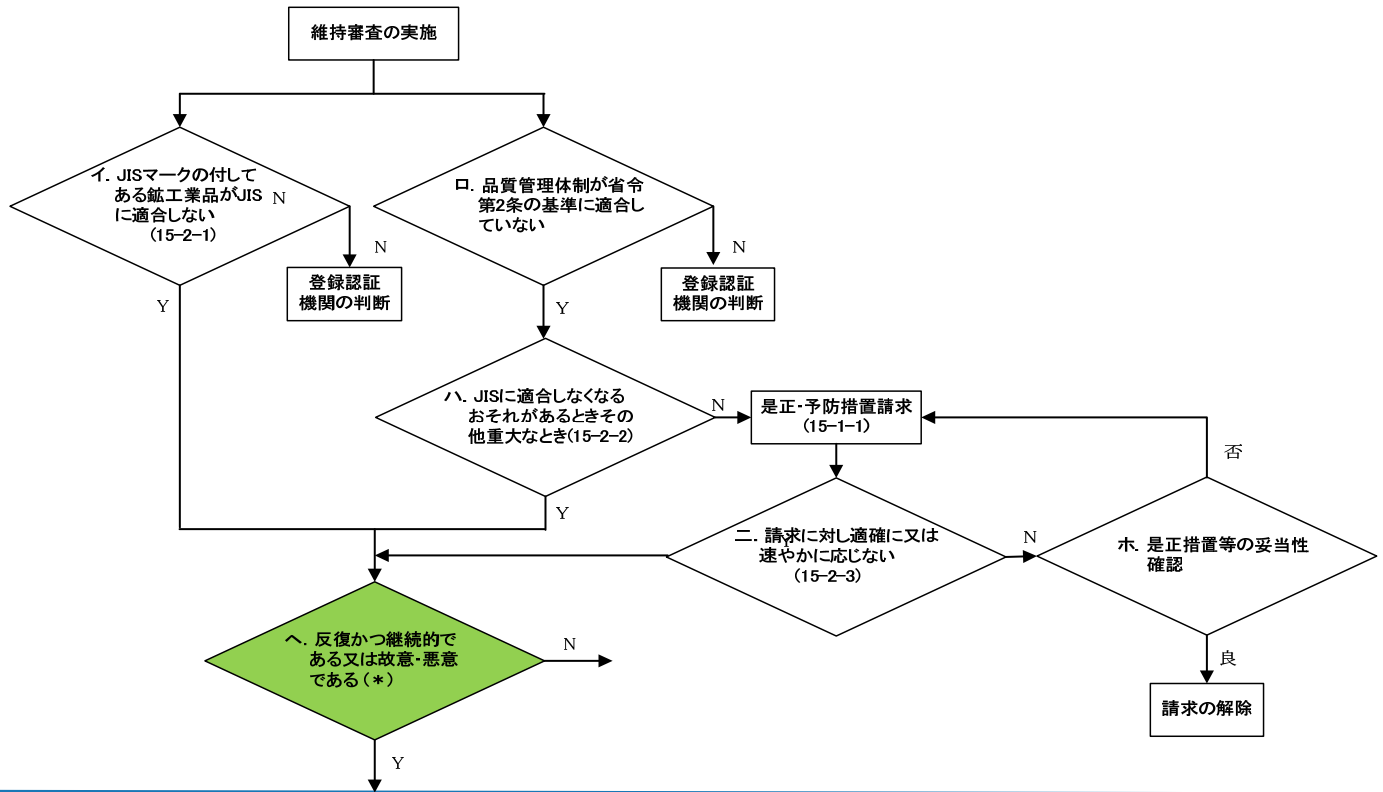 維持審査の実施
イ. JISマークの付して
ある鉱工業品がJIS
に適合しない
(15-2-1)
N
N
Y
登録認証
機関の判断
ロ. 品質管理体制が省令
第2条の基準に適合し
ていない
N
Y
登録認証
機関の判断
ハ. JISに適合しなくなる
おそれがあるときその
他重大なとき(15-2-2)
N
Y
是正・予防措置請求
(15-1-1)
二. 請求に対し適確に又は
速やかに応じない
(15-2-3)
Y
N
ホ. 是正措置等の妥当性
確認
否
良
請求の解除
ヘ. 反復かつ継続的で
ある又は故意・悪意
である(*)
N
Y